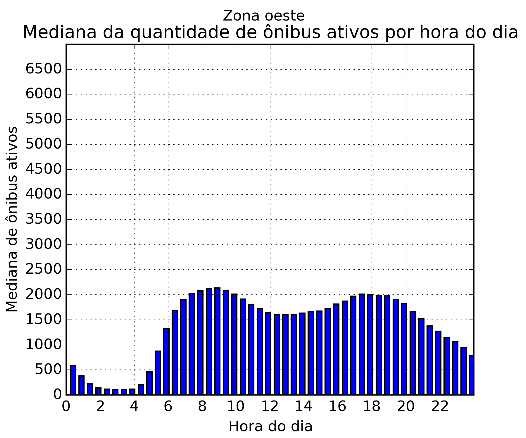 Zona oeste
Mediana da quantidade de ônibus ativos por hora do dia
6500
6000
5500
5000
4500
4000
3500
3000
2500
2000
1500
1000
500
0
Mediana de ônibus ativos
0 2 4 6 8 10 12 14 16 18 20 22
Hora do dia